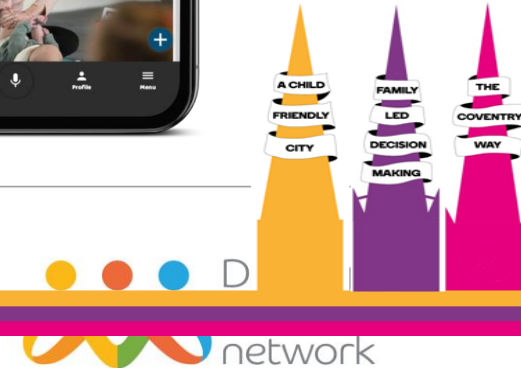 Profile
Menu
A CHILD
FRIENDLY
CITY
FAMILY
LED
DECISION
MAKING
THE
COVENTRY
WAY
D
network